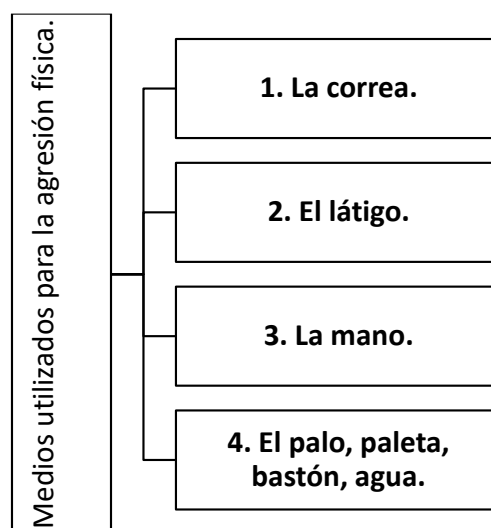 Medios utilizados para la agresión física.
1. La correa.
2. El látigo.
3. La mano.
4. El palo, paleta,
bastón, agua.